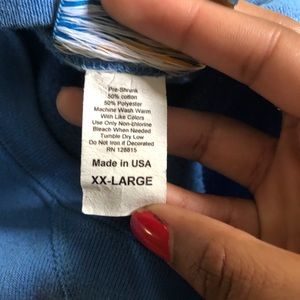 Pre-Shrunk
50% cotton
50% Polyester
Machine Wash Warm
With Like Colors
Use Only Non-chlorine
Bleach When Needed
Tumble Dry Low
Do Not Iron if Decorated
RN 126815
Made in USA
XX-LARGE